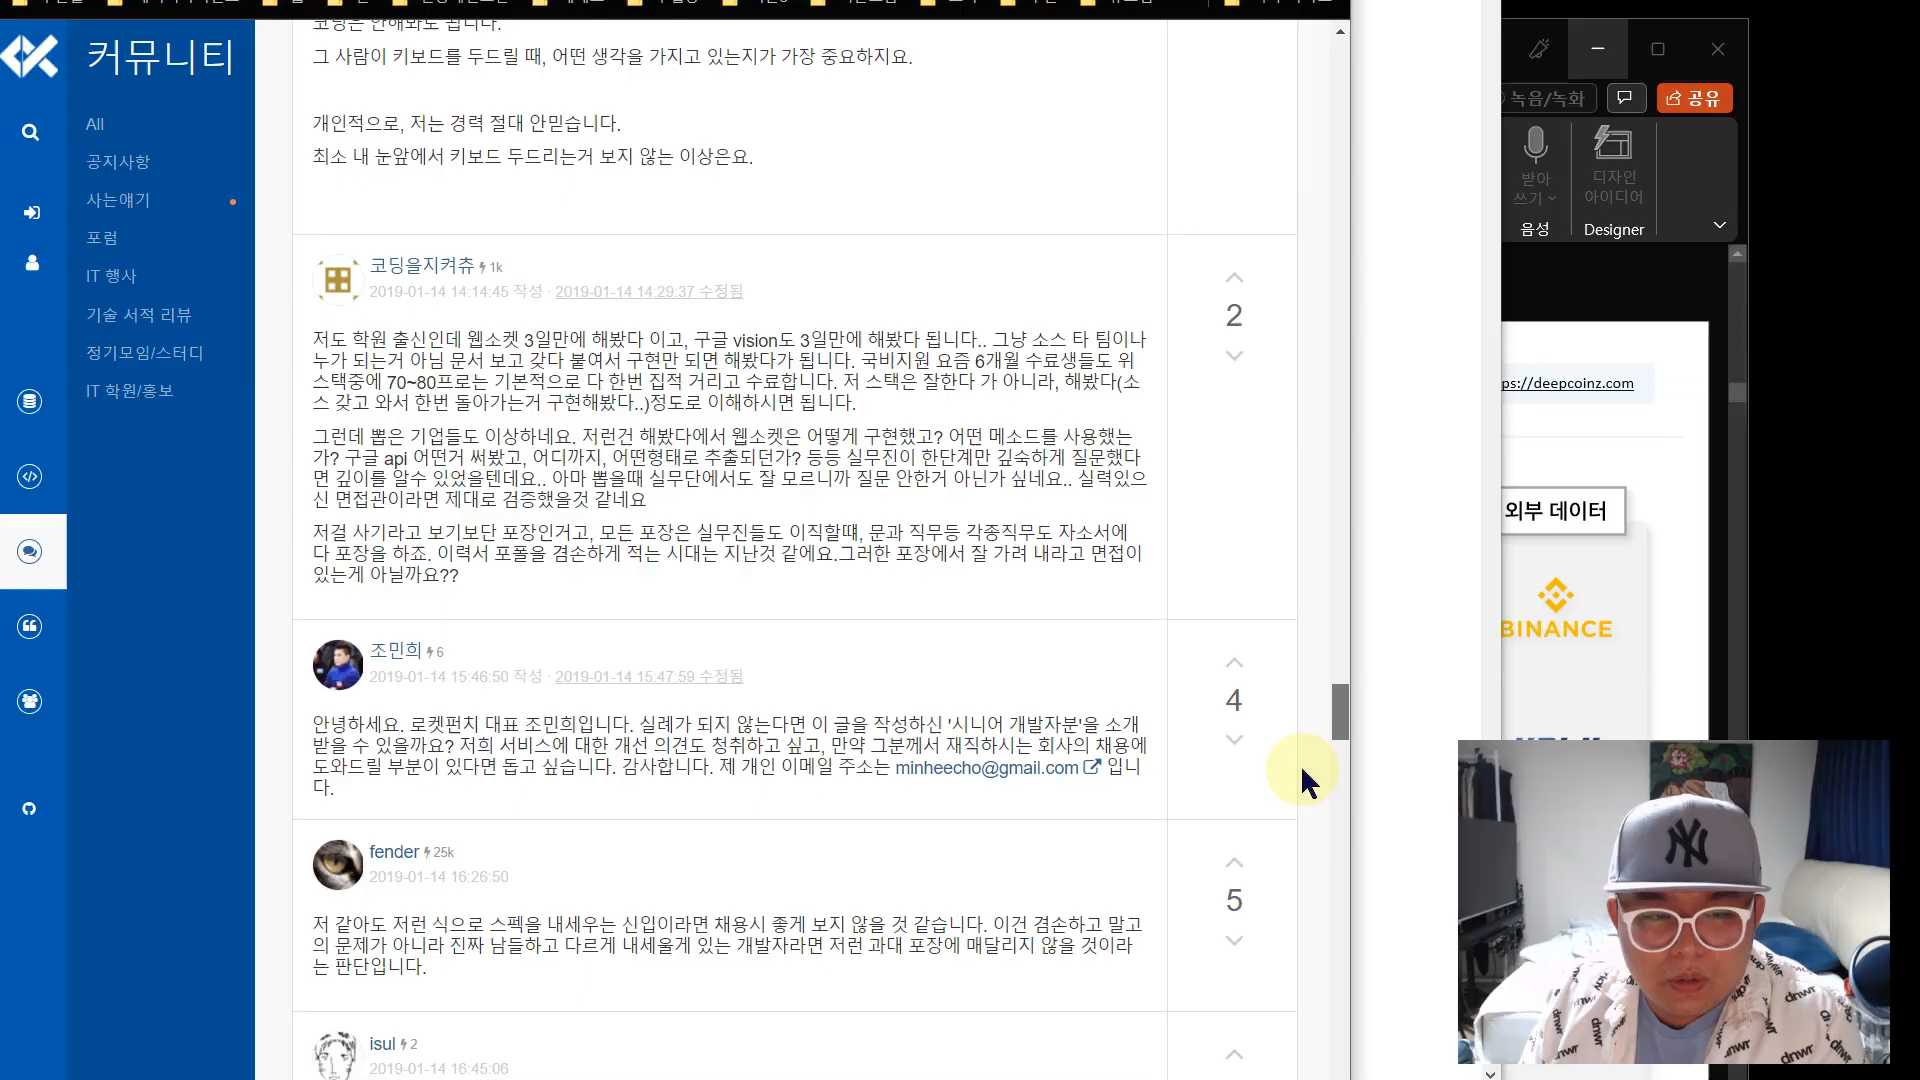 커뮤니티
All
공지사항
사는얘기
포럼
IT 행사
기술 서적 리뷰
정기모임/스터디
IT 학원/홍보
코딩은 안해봐도 됩니다.
그 사람이 키보드를 두드릴 때, 어떤 생각을 가지고 있는지가 가장 중요하지요.
개인적으로, 저는 경력 절대 안믿습니다.
최소 내 눈앞에서 키보드 두드리는거 보지 않는 이상은요.
코딩을지켜츄 1k
2019-01-14 14:14:45 작성 · 2019-01-14 14:29:37 수정됨
2
저도 학원 출신인데 웹소켓 3일만에 해봤다 이고, 구글 vision도 3일만에 해봤다 됩니다.. 그냥 소스 타 팀이나
누가 되는거 아님 문서 보고 갖다 붙여서 구현만 되면 해봤다가 됩니다. 국비지원 요즘 6개월 수료생들도 위
스택중에 70~80프로는 기본적으로 다 한번 집적 거리고 수료합니다. 저 스택은 잘한다 가 아니라, 해봤다(소
스 갖고 와서 한번 돌아가는거 구현해봤다..)정도로 이해하시면 됩니다.
그런데 뽑은 기업들도 이상하네요. 저런건 해봤다에서 웹소켓은 어떻게 구현했고? 어떤 메소드를 사용했는
가? 구글 api 어떤거 써봤고, 어디까지, 어떤형태로 추출되던가? 등등 실무진이 한단계만 깊숙하게 질문했다
면 깊이를 알수 있었을텐데요.. 아마 뽑을때 실무단에서도 잘 모르니까 질문 안한거 아닌가 싶네요.. 실력있으
신 면접관이라면 제대로 검증했을것 같네요
저걸 사기라고 보기보단 포장인거고, 모든 포장은 실무진들도 이직할떄, 문과 직무등 각종직무도 자소서에
다 포장을 하죠. 이력서 포폴을 겸손하게 적는 시대는 지난것 같에요.그러한 포장에서 잘 가려 내라고 면접이
있는게 아닐까요??
조민희 6
2019-01-14 15:46:50 작성 · 2019-01-14 15:47:59 수정됨
4
안녕하세요. 로켓펀치 대표 조민희입니다. 실례가 되지 않는다면 이 글을 작성하신 '시니어 개발자분'을 소개
받을 수 있을까요? 저희 서비스에 대한 개선 의견도 청취하고 싶고, 만약 그분께서 재직하시는 회사의 채용에
도와드릴 부분이 있다면 돕고 싶습니다. 감사합니다. 제 개인 이메일 주소는 minheecho@gmail.com 입니
다.
fender 25k
2019-01-14 16:26:50
5
저 같아도 저런 식으로 스펙을 내세우는 신입이라면 채용시 좋게 보지 않을 것 같습니다. 이건 겸손하고 말고
의 문제가 아니라 진짜 남들하고 다르게 내세울게 있는 개발자라면 저런 과대 포장에 매달리지 않을 것이라
는 판단입니다.
isul 2
2019-01-14 16:45:06
녹음/녹화
공유
받아
쓰기
디자인
아이디어
음성
Designer
ps://deepcoinz.com
외부 데이터
BINANCE
NY
dnwr
dnwr
dnwr
dnwr